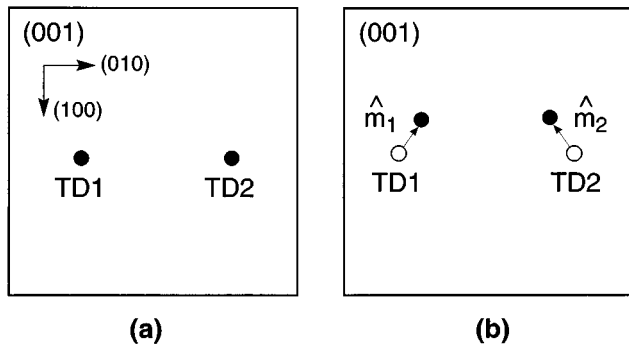 (001)
(010)
(100)
TD1 TD2
(a)
(001)
m̂1 m̂2
TD1 TD2
(b)